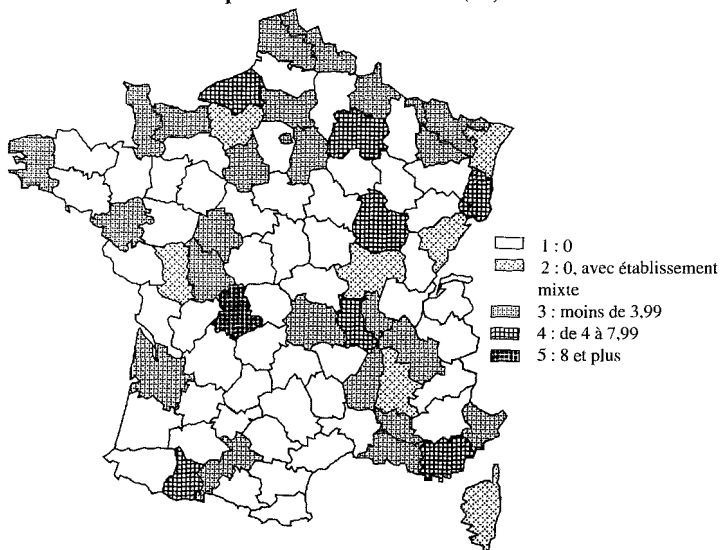 1 : 0
2 : 0, avec établissement
mixte
3 : moins de 3,99
4 : de 4 à 7,99
5 : 8 et plus